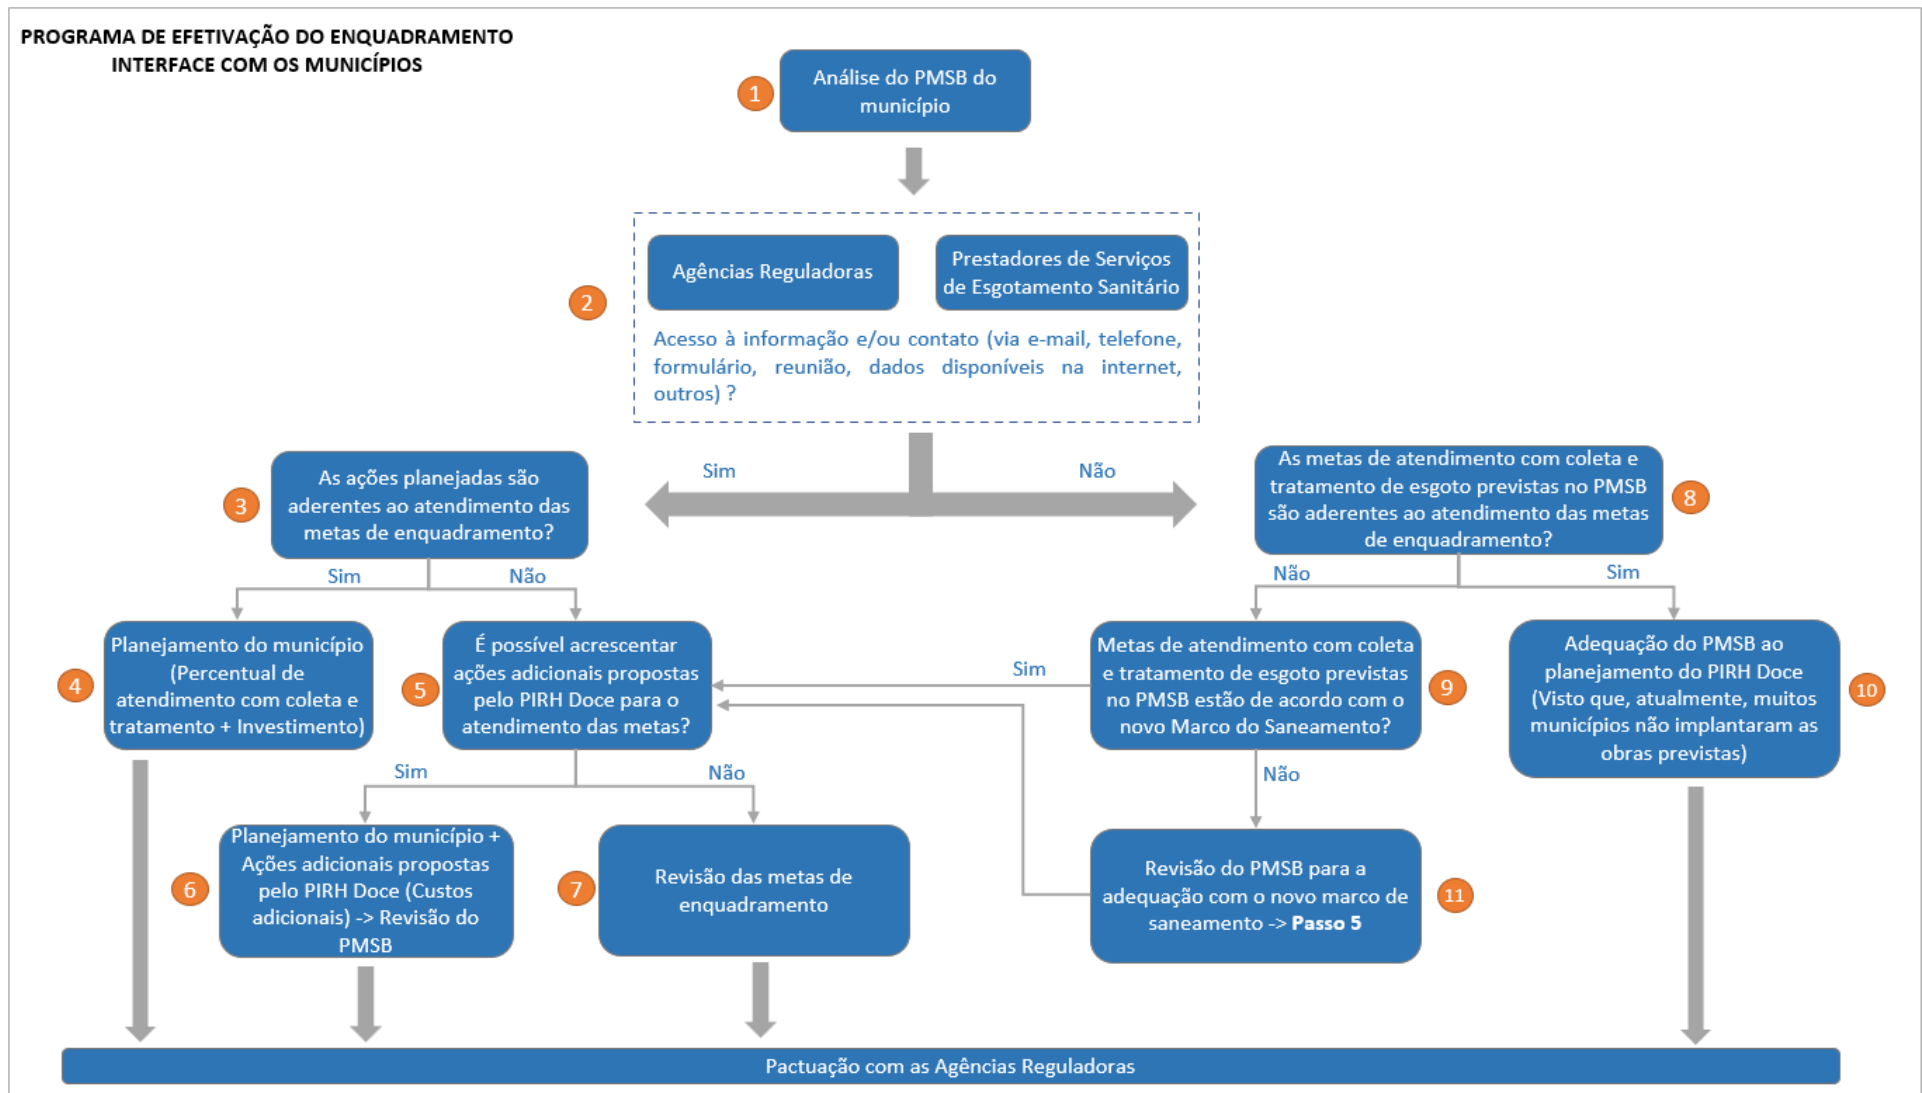 PROGRAMA DE EFETIVAÇÃO DO ENQUADRAMENTO
INTERFACE COM OS MUNICÍPIOS
1
Análise do PMSB do
município
2
Agências Reguladoras
Prestadores de Serviços
de Esgotamento Sanitário
Acesso à informação e/ou contato (via e-mail, telefone,
formulário, reunião, dados disponíveis na internet,
outros) ?
Sim
Não
3
As ações planejadas são
aderentes ao atendimento das
metas de enquadramento?
8
As metas de atendimento com coleta e
tratamento de esgoto previstas no PMSB
são aderentes ao atendimento das metas
de enquadramento?
Sim
Não
Não
Sim
4
Planejamento do município
(Percentual de
atendimento com coleta e
tratamento + Investimento)
5
É possível acrescentar
ações adicionais propostas
pelo PIRH Doce para o
atendimento das metas?
Sim
9
Metas de atendimento com coleta
e tratamento de esgoto previstas
no PMSB estão de acordo com o
novo Marco do Saneamento?
10
Adequação do PMSB ao
planejamento do PIRH Doce
(Visto que, atualmente, muitos
municípios não implantaram as
obras previstas)
Sim
Não
Não
6
Planejamento do município +
Ações adicionais propostas
pelo PIRH Doce (Custos
adicionais) -> Revisão do
PMSB
7
Revisão das metas de
enquadramento
11
Revisão do PMSB para a
adequação com o novo marco de
saneamento -> Passo 5
Pactuação com as Agências Reguladoras